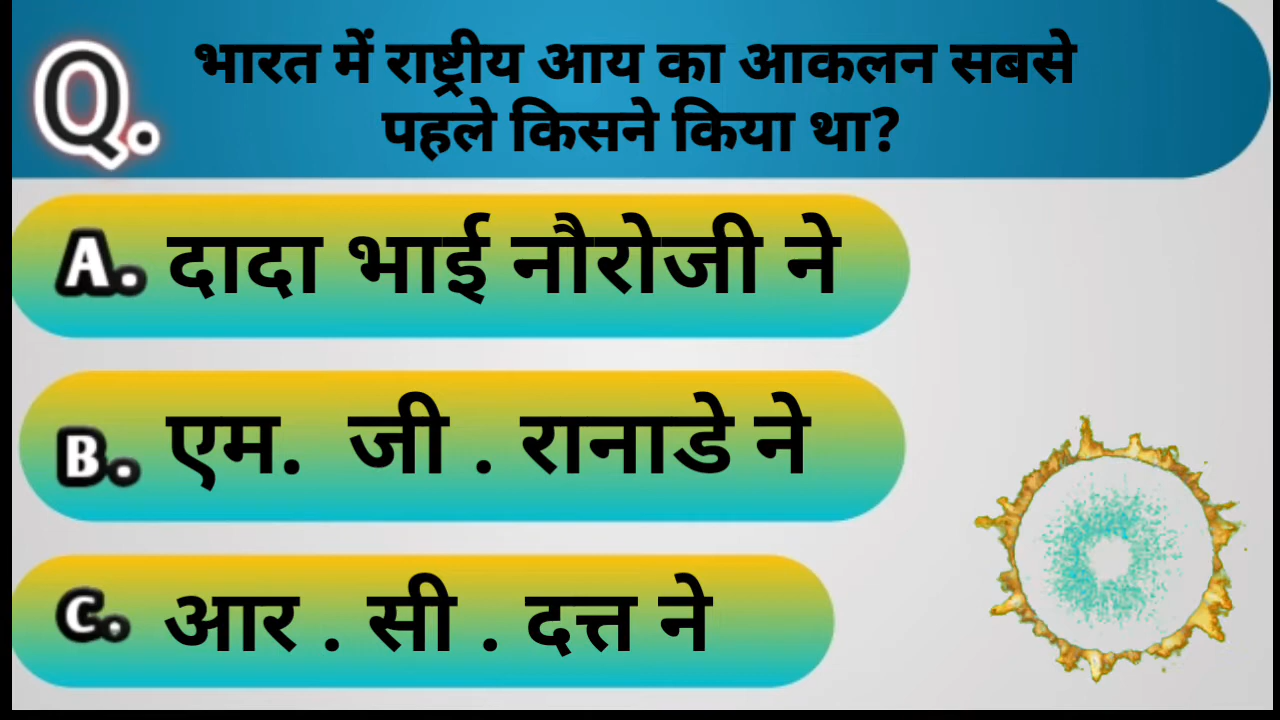 Q. भारत में राष्ट्रीय आय का आकलन सबसे
पहले किसने किया था?
A. दादा भाई नौरोजी ने
B. एम. जी . रानाडे ने
C. आर . सी . दत्त ने